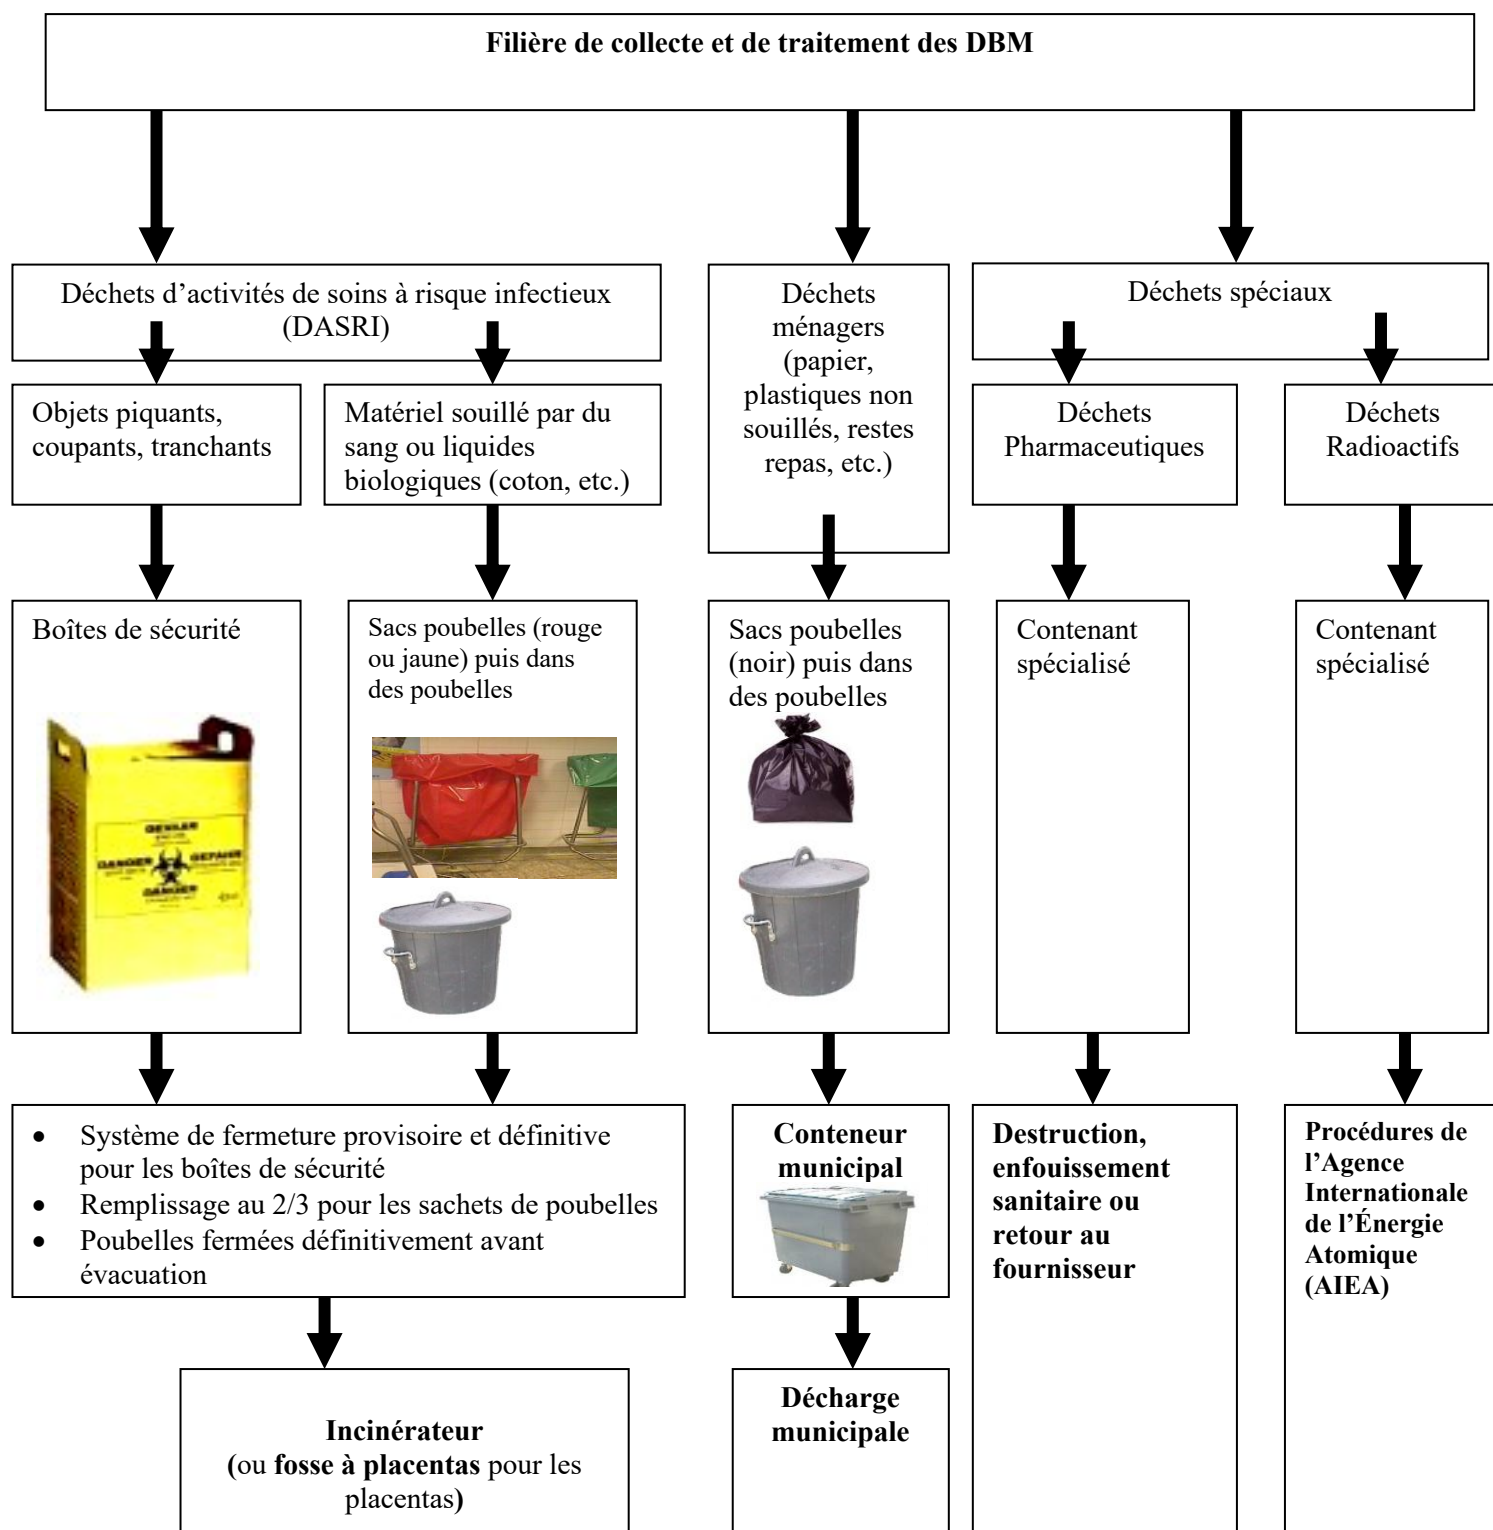 Filière de collecte et de traitement des DBM
Déchets d’activités de soins à risque infectieux
(DASRI)
Déchets
ménagers
(papier,
plastiques non
souillés, restes
repas, etc.)
Déchets spéciaux
Objets piquants,
coupants, tranchants
Matériel souillé par du
sang ou liquides
biologiques (coton, etc.)
Déchets
Pharmaceutiques
Déchets
Radioactifs
Boîtes de sécurité
DANGER
GEFAHR
DANGER
Sacs poubelles (rouge
ou jaune) puis dans
des poubelles
Sacs poubelles
(noir) puis dans
des poubelles
Contenant
spécialisé
Contenant
spécialisé
• Système de fermeture provisoire et définitive
pour les boîtes de sécurité
• Remplissage au 2/3 pour les sachets de poubelles
• Poubelles fermées définitivement avant
évacuation
Conteneur
municipal
Destruction,
enfouissement
sanitaire ou
retour au
fournisseur
Procédures de
l’Agence
Internationale
de l’Énergie
Atomique
(AIEA)
Incinérateur
(ou fosse à placentas pour les
placentas)
Décharge
municipale